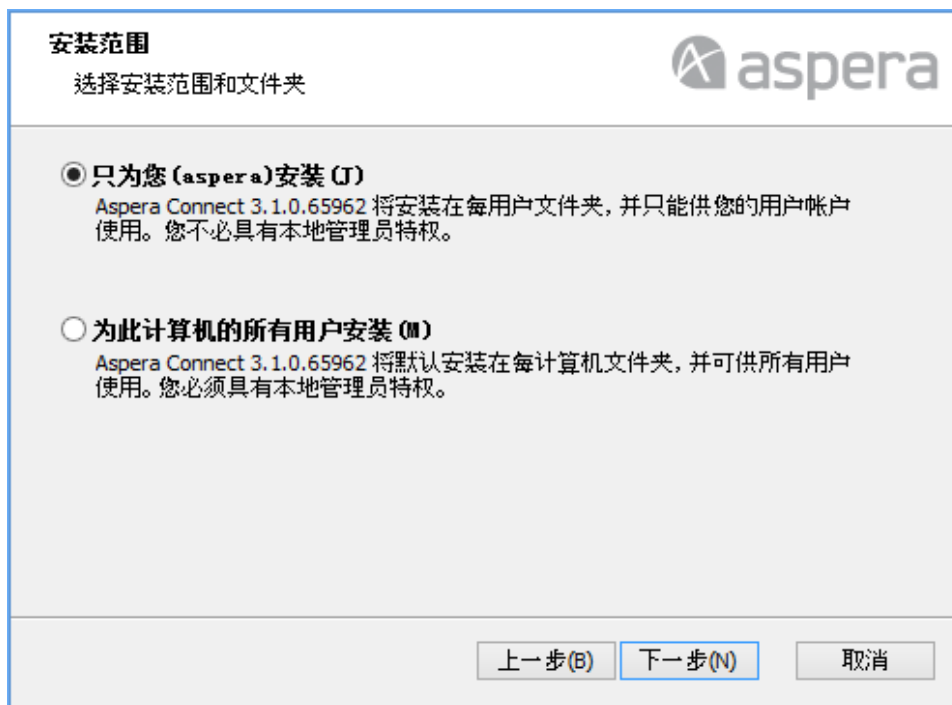 安装范围
选择安装范围和文件夹
aspera
只为您(aspera)安装(J)
Aspera Connect 3.1.0.65962 将安装在每用户文件夹，并只能供您的用户帐户
使用。您不必具有本地管理员特权。
为此计算机的所有用户安装(M)
Aspera Connect 3.1.0.65962 将默认安装在每计算机文件夹，并可供所有用户
使用。您必须具有本地管理员特权。
上一步(B)
下一步(N)
取消